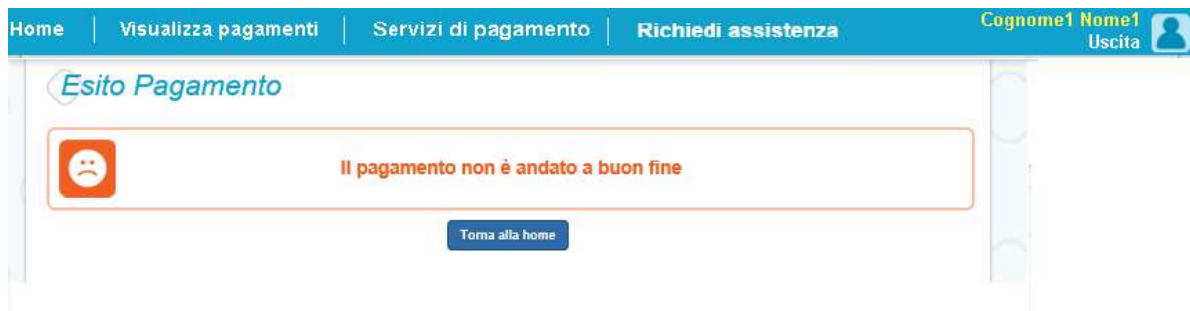 Home Visualizza pagamenti Servizi di pagamento Richiedi assistenza Cognome1 Nome1
Uscita
Esito Pagamento
Il pagamento non è andato a buon fine
Torna alla home